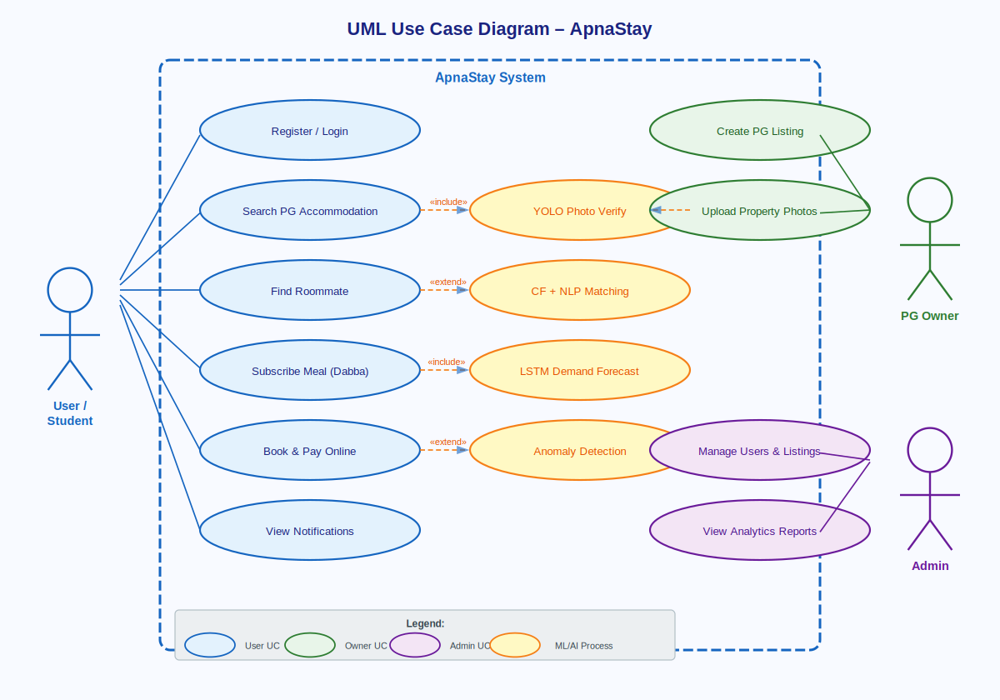 UML Use Case Diagram – ApnaStay
ApnaStay System
Register / Login
Create PG Listing
Search PG Accommodation
«include»
YOLO Photo Verify
Upload Property Photos
Find Roommate
«extend»
CF + NLP Matching
PG Owner
Subscribe Meal (Dabba)
«include»
LSTM Demand Forecast
User /
Student
Book & Pay Online
«extend»
Anomaly Detection
Manage Users & Listings
View Notifications
View Analytics Reports
Admin
Legend:
User UC
Owner UC
Admin UC
ML/AI Process